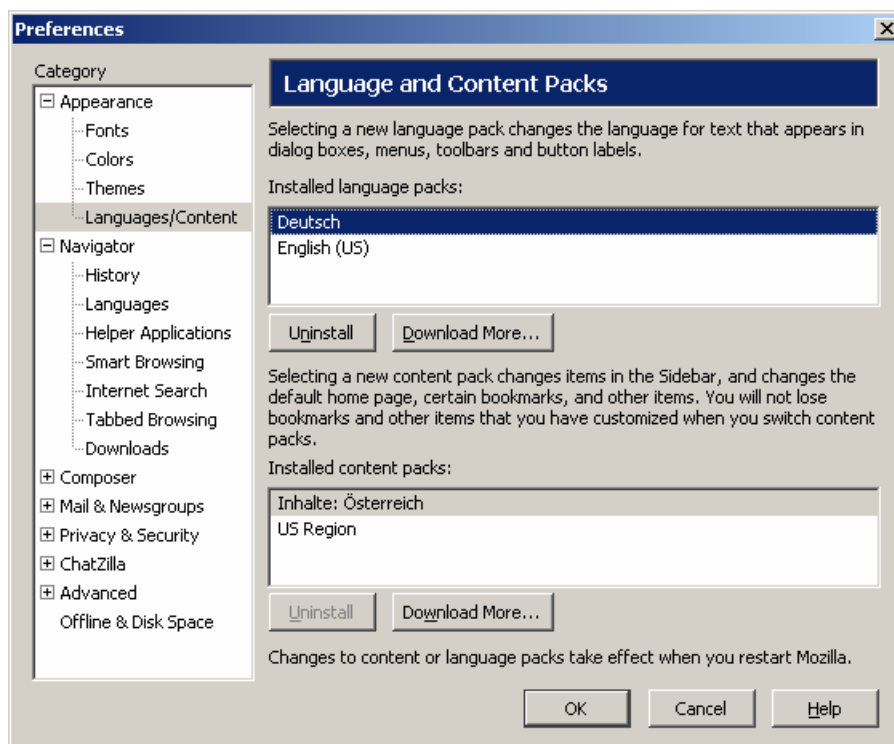 Preferences
Category
Appearance
Fonts
Colors
Themes
Languages/Content
Navigator
History
Languages
Helper Applications
Smart Browsing
Internet Search
Tabbed Browsing
Downloads
Composer
Mail & Newsgroups
Privacy & Security
ChatZilla
Advanced
Offline & Disk Space
Language and Content Packs
Selecting a new language pack changes the language for text that appears in
dialog boxes, menus, toolbars and button labels.
Installed language packs:
Deutsch
English (US)
Uninstall
Download More...
Selecting a new content pack changes items in the Sidebar, and changes the
default home page, certain bookmarks, and other items. You will not lose
bookmarks and other items that you have customized when you switch content
packs.
Installed content packs:
Inhalte: Österreich
US Region
Uninstall
Download More...
Changes to content or language packs take effect when you restart Mozilla.
OK
Cancel
Help